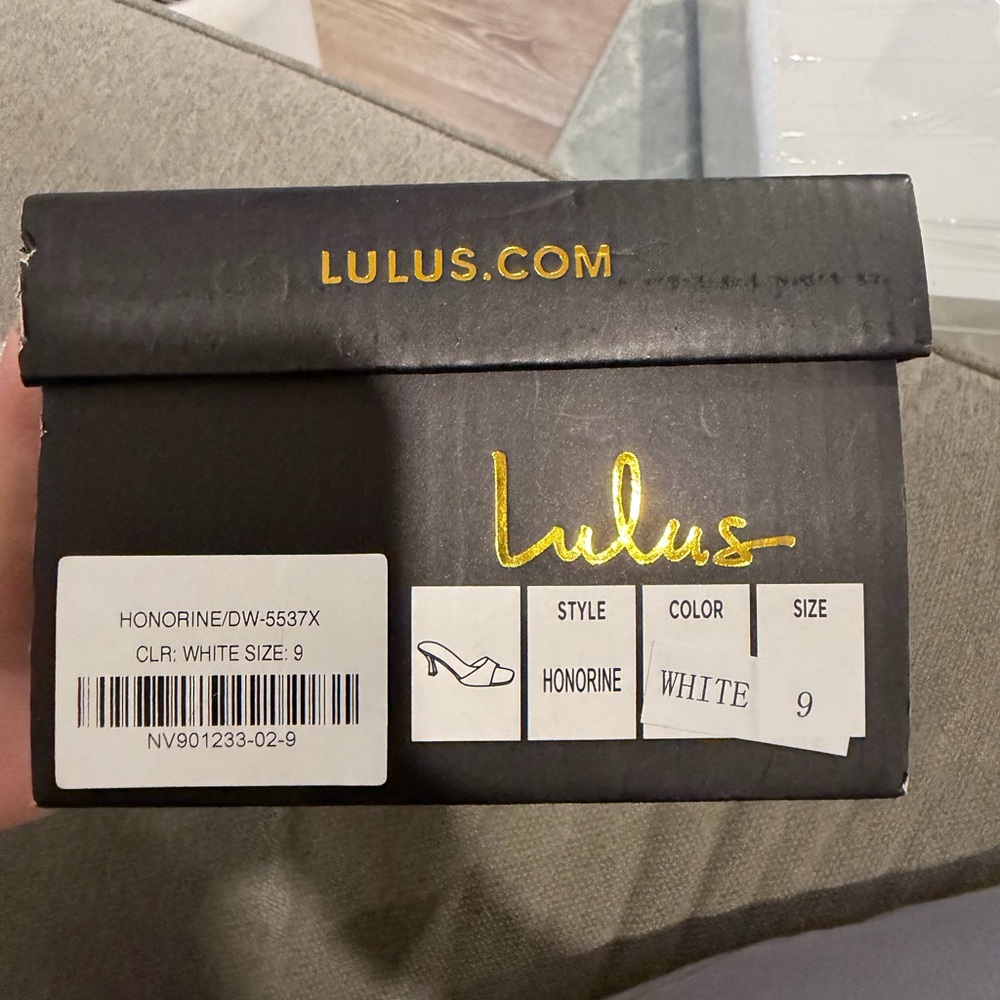 LULUS.COM
Lulus
HONORINE/DW-5537X
CLR: WHITE SIZE: 9
NV901233-02-9
STYLE
HONORINE
COLOR
WHITE
SIZE
9